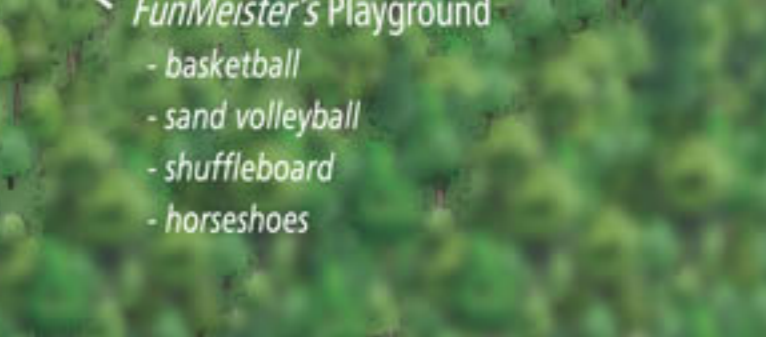 FunMeister's Playground
- basketball
- sand volleyball
- shuffleboard
- horseshoes